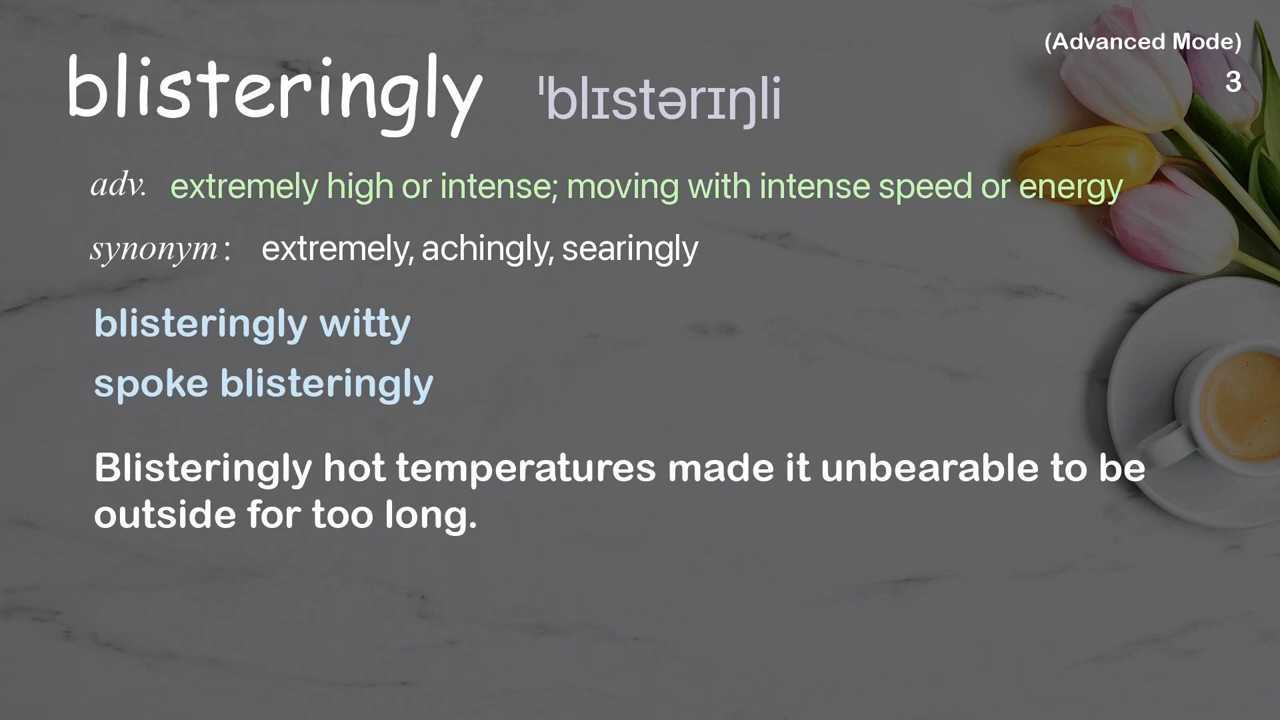 (Advanced Mode)
3
blisteringly ˈblɪstərɪŋli
adv. extremely high or intense; moving with intense speed or energy
synonym: extremely, achingly, searingly
blisteringly witty
spoke blisteringly
Blisteringly hot temperatures made it unbearable to be
outside for too long.